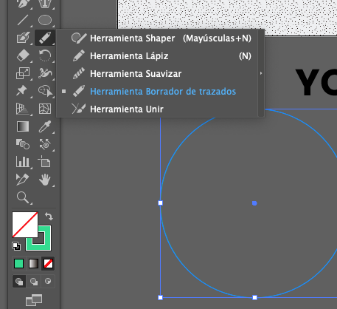 Herramienta Shaper (Mayúsculas+N)
Herramienta Lápiz (N)
Herramienta Suavizar
Herramienta Borrador de trazados
Herramienta Unir
YO